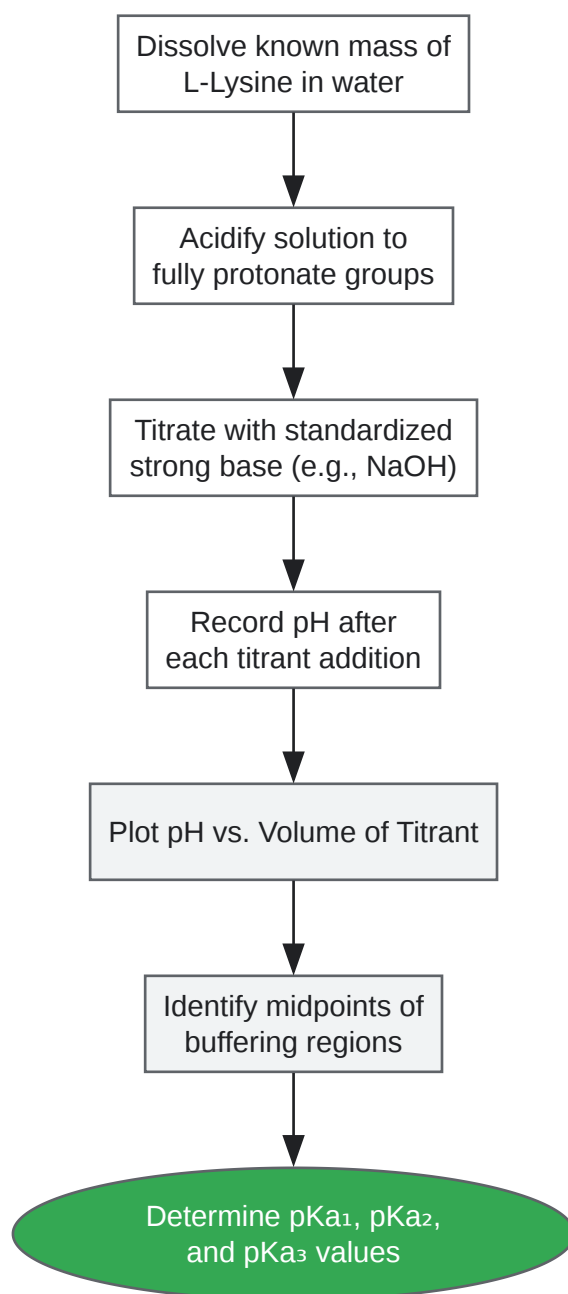 Dissolve known mass of
L-Lysine in water
Acidify solution to
fully protonate groups
Titrate with standardized
strong base (e.g., NaOH)
Record pH after
each titrant addition
Plot pH vs. Volume of Titrant
Identify midpoints of
buffering regions
Determine pKa₁, pKa₂,
and pKa₃ values